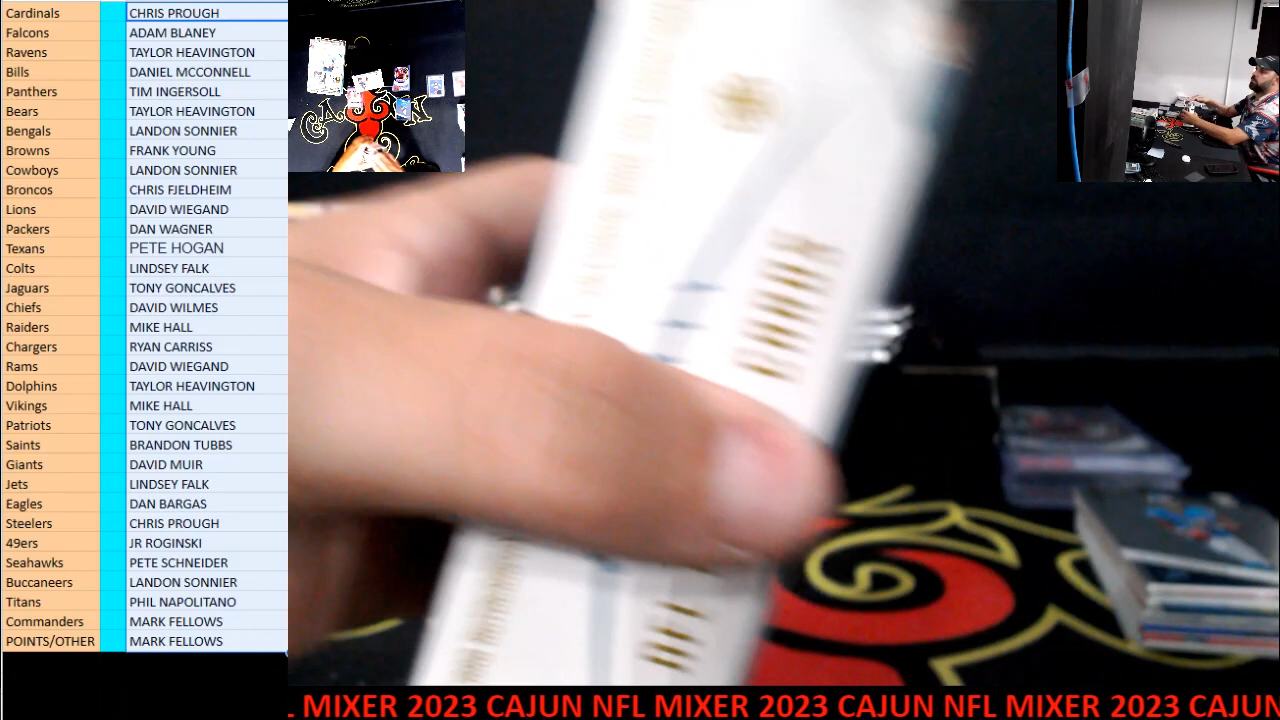 Cardinals CHRIS PROUGH
Falcons ADAM BLANEY
Ravens TAYLOR HEAVINGTON
Bills DANIEL MCCONNELL
Panthers TIM INGERSOLL
Bears TAYLOR HEAVINGTON
Bengals LANDON SONNIER
Browns FRANK YOUNG
Cowboys LANDON SONNIER
Broncos CHRIS FJELDHEIM
Lions DAVID WIEGAND
Packers DAN WAGNER
Texans PETE HOGAN
Colts LINDSEY FALK
Jaguars TONY GONCALVES
Chiefs DAVID WILMES
Raiders MIKE HALL
Chargers RYAN CARRISS
Rams DAVID WIEGAND
Dolphins TAYLOR HEAVINGTON
Vikings MIKE HALL
Patriots TONY GONCALVES
Saints BRANDON TUBBS
Giants DAVID MUIR
Jets LINDSEY FALK
Eagles DAN BARGAS
Steelers CHRIS PROUGH
49ers JR ROGINSKI
Seahawks PETE SCHNEIDER
Buccaneers LANDON SONNIER
Titans PHIL NAPOLITANO
Commanders MARK FELLOWS
POINTS/OTHER MARK FELLOWS
L MIXER 2023 CAJUN NFL MIXER 2023 CAJUN NFL MIXER 2023 CAJUN